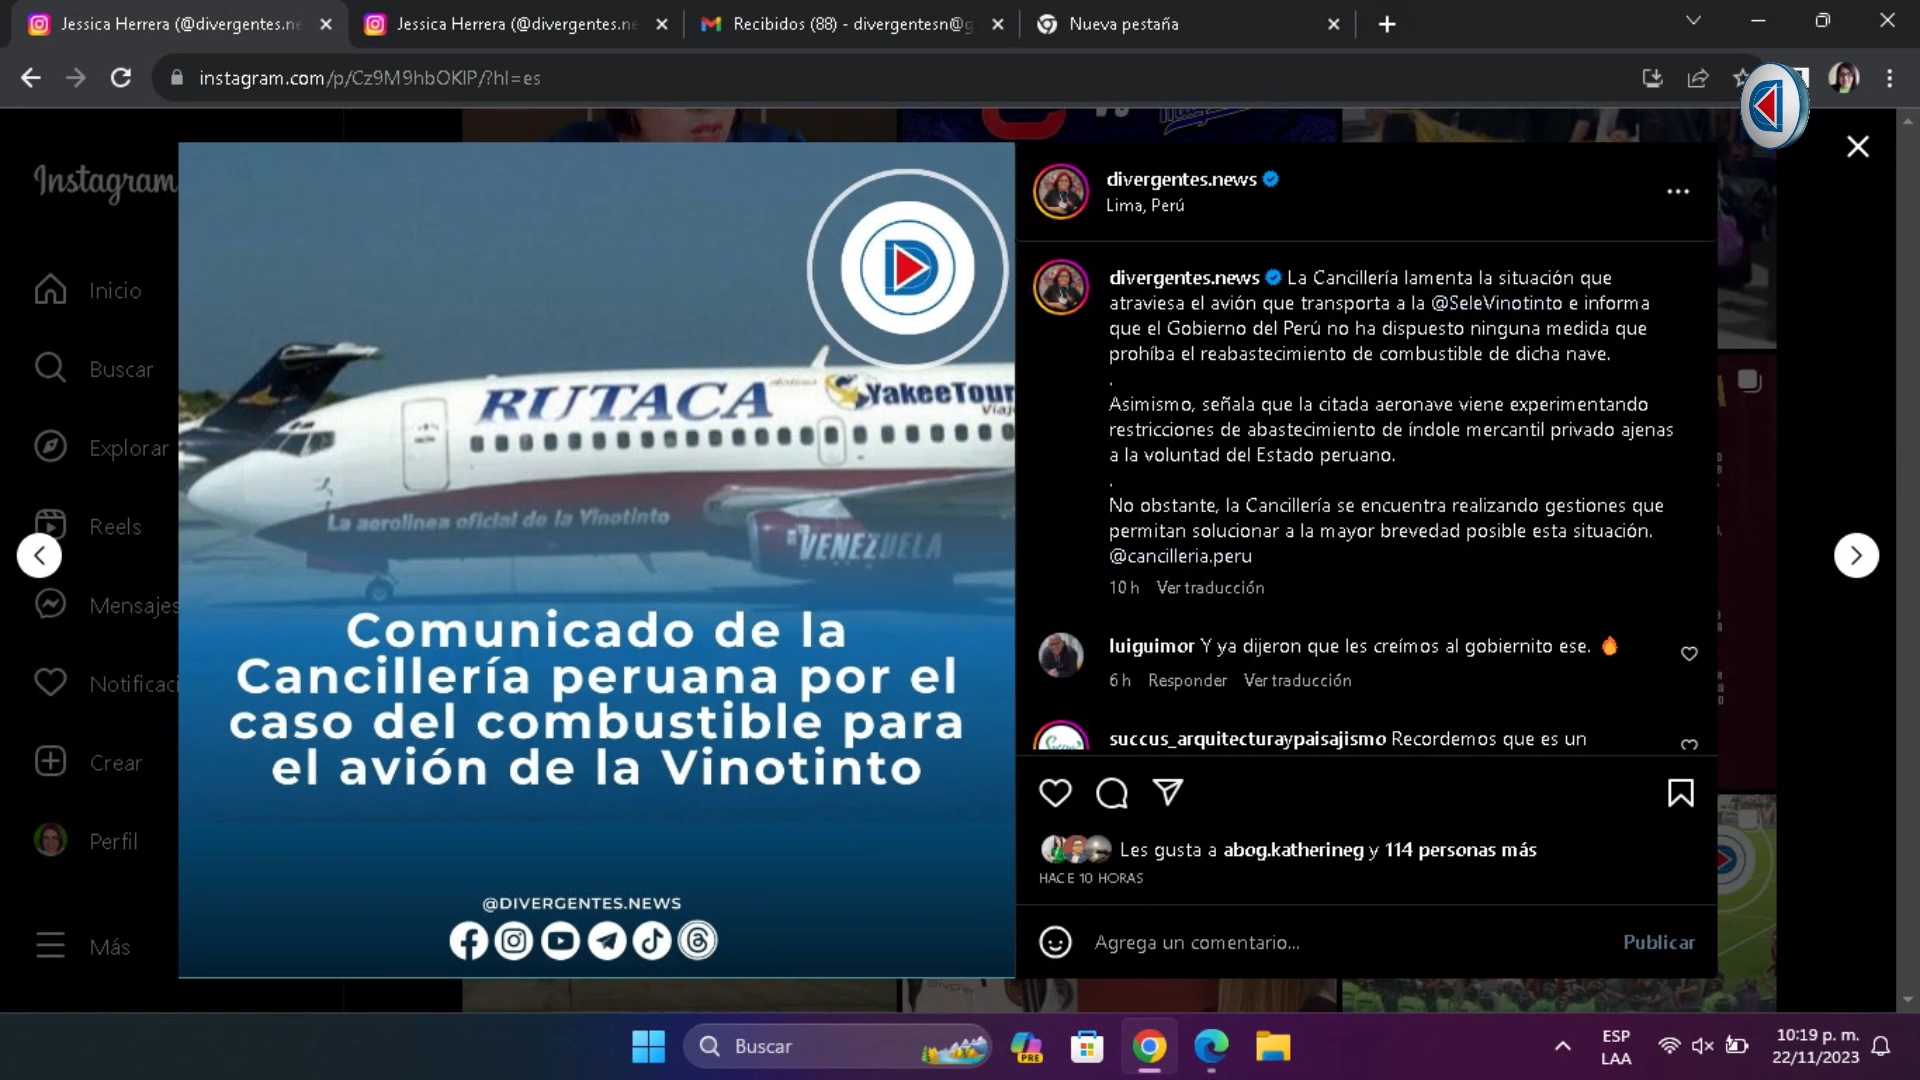 Jessica Herrera (@divergentes.ne
Jessica Herrera (@divergentes.ne
Recibidos (88) - divergentesn@g
Nueva pestaña
instagram.com/p/Cz9M9hbOKlP/?hl=es
Instagram
Inicio
Buscar
Explorar
Reels
Mensajes
Notificaci
Crear
Perfil
Más
RUTACA
YakeeTour
Viaj
La aerolinea oficial de la Vinotinto
VENEZUELA
Comunicado de la
Cancillería peruana por el
caso del combustible para
el avión de la Vinotinto
@DIVERGENTES.NEWS
divergentes.news
Lima, Perú
divergentes.news La Cancillería lamenta la situación que
atraviesa el avión que transporta a la @SeleVinotinto e informa
que el Gobierno del Perú no ha dispuesto ninguna medida que
prohíba el reabastecimiento de combustible de dicha nave.
.
Asimismo, señala que la citada aeronave viene experimentando
restricciones de abastecimiento de índole mercantil privado ajenas
a la voluntad del Estado peruano.
.
No obstante, la Cancillería se encuentra realizando gestiones que
permitan solucionar a la mayor brevedad posible esta situación.
@cancilleria.peru
10 h Ver traducción
luiguimor Y ya dijeron que les creímos al gobiernito ese. 🔥
6 h Responder Ver traducción
succus_arquitecturaypaisajismo Recordemos que es un
Les gusta a abog.katherineg y 114 personas más
HACE 10 HORAS
Agrega un comentario...
Publicar
Buscar
PRE
ESP
LAA
10:19 p. m.
22/11/2023